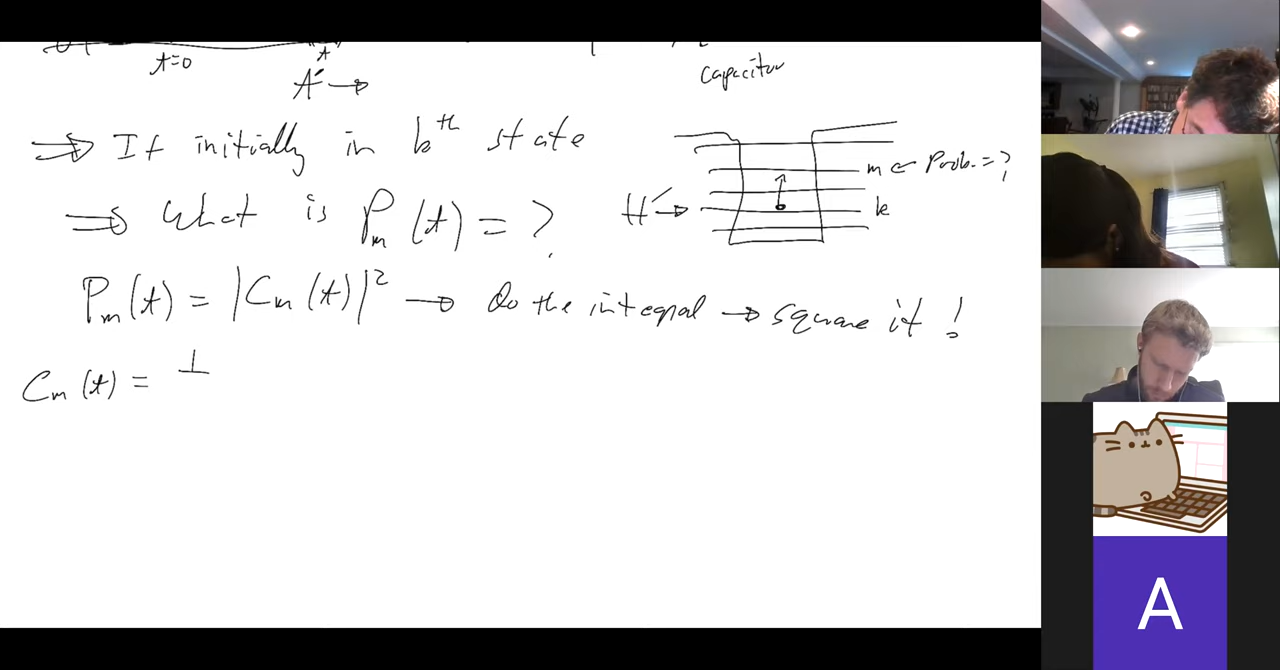 t=0
t
H' →
capacitor
⇒ If initially in kth state
m ← Prob. = ?
⇒ What is Pm(t) = ?
H' →
k
Pm(t) = |Cm(t)|² → do the integral → square it !
Cm(t) = 1
A